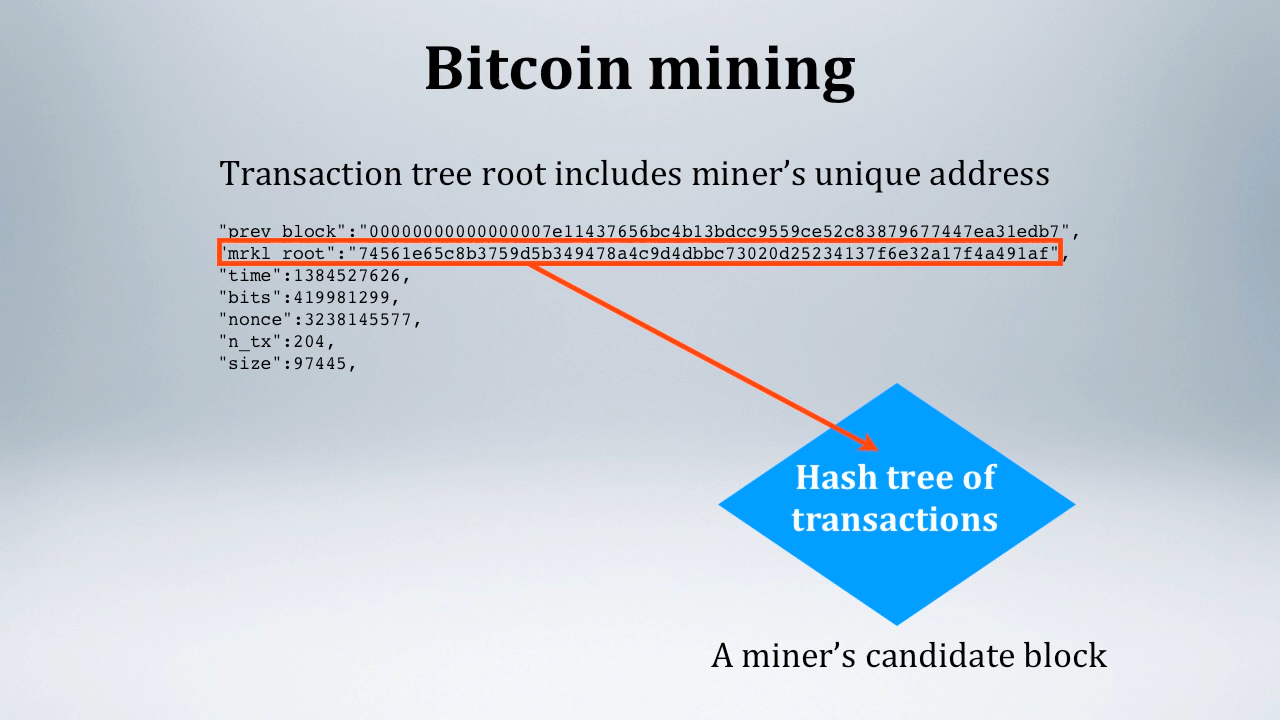 Bitcoin mining
Transaction tree root includes miner’s unique address
"prev_block":"00000000000000007e11437656bc4b13bdcc9559ce52c83879677447ea31edb7",
"mrkl_root":"74561e65c8b3759d5b349478a4c9d4dbbc73020d25234137f6e32a17f4a491af",
"time":1384527626,
"bits":419981299,
"nonce":3238145577,
"n_tx":204,
"size":97445,
Hash tree of
transactions
A miner’s candidate block